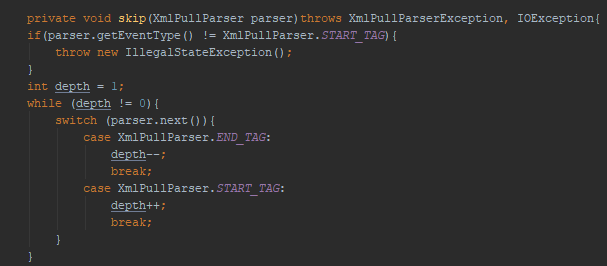 private void skip(XmlPullParser parser)throws XmlPullParserException, IOException{
if(parser.getEventType() != XmlPullParser.START_TAG){
throw new IllegalStateException();
}
int depth = 1;
while (depth != 0){
switch (parser.next()){
case XmlPullParser.END_TAG:
depth--;
break;
case XmlPullParser.START_TAG:
depth++;
break;
}
}